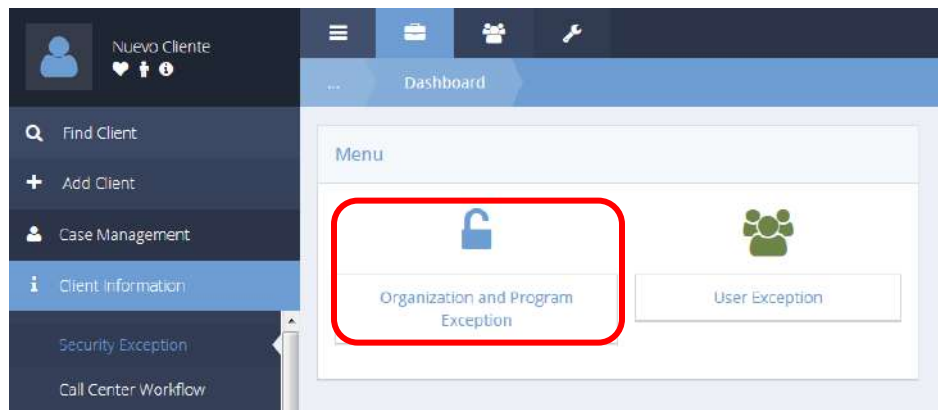 Nuevo Cliente
... Dashboard
Find Client
Add Client
Case Management
Client Information
Security Exception
Call Center Workflow
Menu
Organization and Program
Exception
User Exception